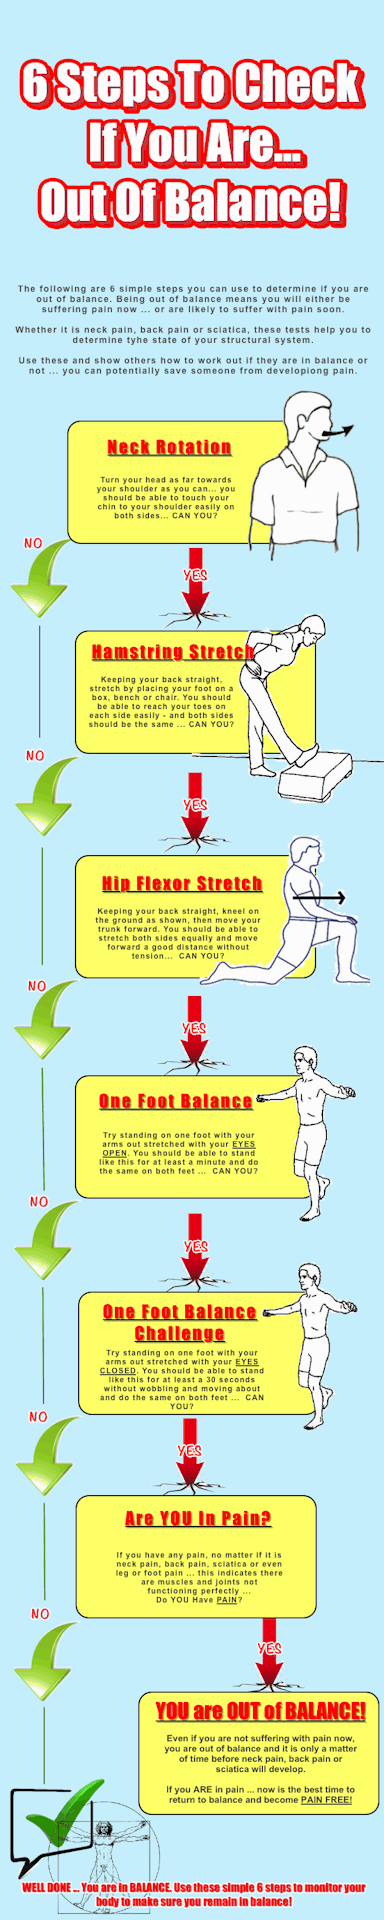 6 Steps To Check
If You Are...
Out Of Balance!
The following are 6 simple steps you can use to determine if you are
out of balance. Being out of balance means you will either be
suffering pain now ... or are likely to suffer with pain soon.
Whether it is neck pain, back pain or sciatica, these tests help you to
determine tyhe state of your structural system.
Use these and show others how to work out if they are in balance or
not ... you can potentially save someone from developiong pain.
Neck Rotation
Turn your head as far towards
your shoulder as you can... you
should be able to touch your
chin to your shoulder easily on
both sides... CAN YOU?
NO
YES
Hamstring Stretch
Keeping your back straight,
stretch by placing your foot on a
box, bench or chair. You should
be able to reach your toes on
each side easily - and both sides
should be the same ... CAN YOU?
NO
YES
Hip Flexor Stretch
Keeping your back straight, kneel on
the ground as shown, then move your
trunk forward. You should be able to
stretch both sides equally and move
forward a good distance without
tension... CAN YOU?
NO
YES
One Foot Balance
Try standing on one foot with your
arms out stretched with your EYES
OPEN. You should be able to stand
like this for at least a minute and do
the same on both feet ... CAN YOU?
NO
YES
One Foot Balance
Challenge
Try standing on one foot with your
arms out stretched with your EYES
CLOSED. You should be able to stand
like this for at least a 30 seconds
without wobbling and moving about
and do the same on both feet ... CAN
YOU?
NO
YES
Are YOU In Pain?
If you have any pain, no matter if it is
neck pain, back pain, sciatica or even
leg or foot pain ... this indicates there
are muscles and joints not
functioning perfectly ...
Do YOU Have PAIN?
NO
YES
YOU are OUT of BALANCE!
Even if you are not suffering with pain now,
you are out of balance and it is only a matter
of time before neck pain, back pain or
sciatica will develop.
If you ARE in pain ... now is the best time to
return to balance and become PAIN FREE!
WELL DONE ... You are in BALANCE. Use these simple 6 steps to monitor your
body to make sure you remain in balance!